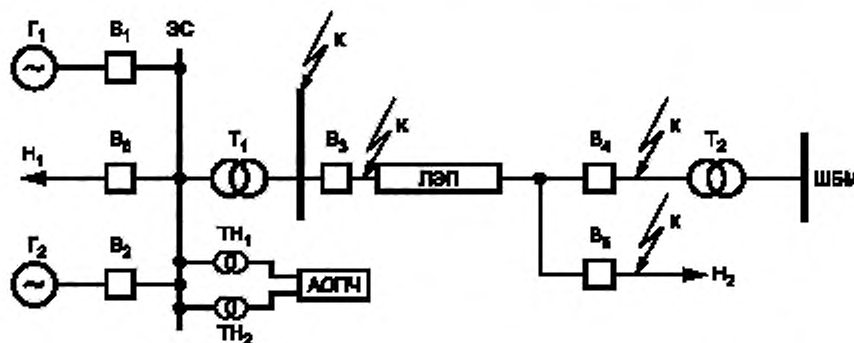 Г₁ В₁ ЭС К
Н₁ В₆ Т₁ В₃ К ЛЭП В₄ К Т₂ ШБМ
Г₂ В₂ ТН₁ АОПЧ В₅ К Н₂
ТН₂